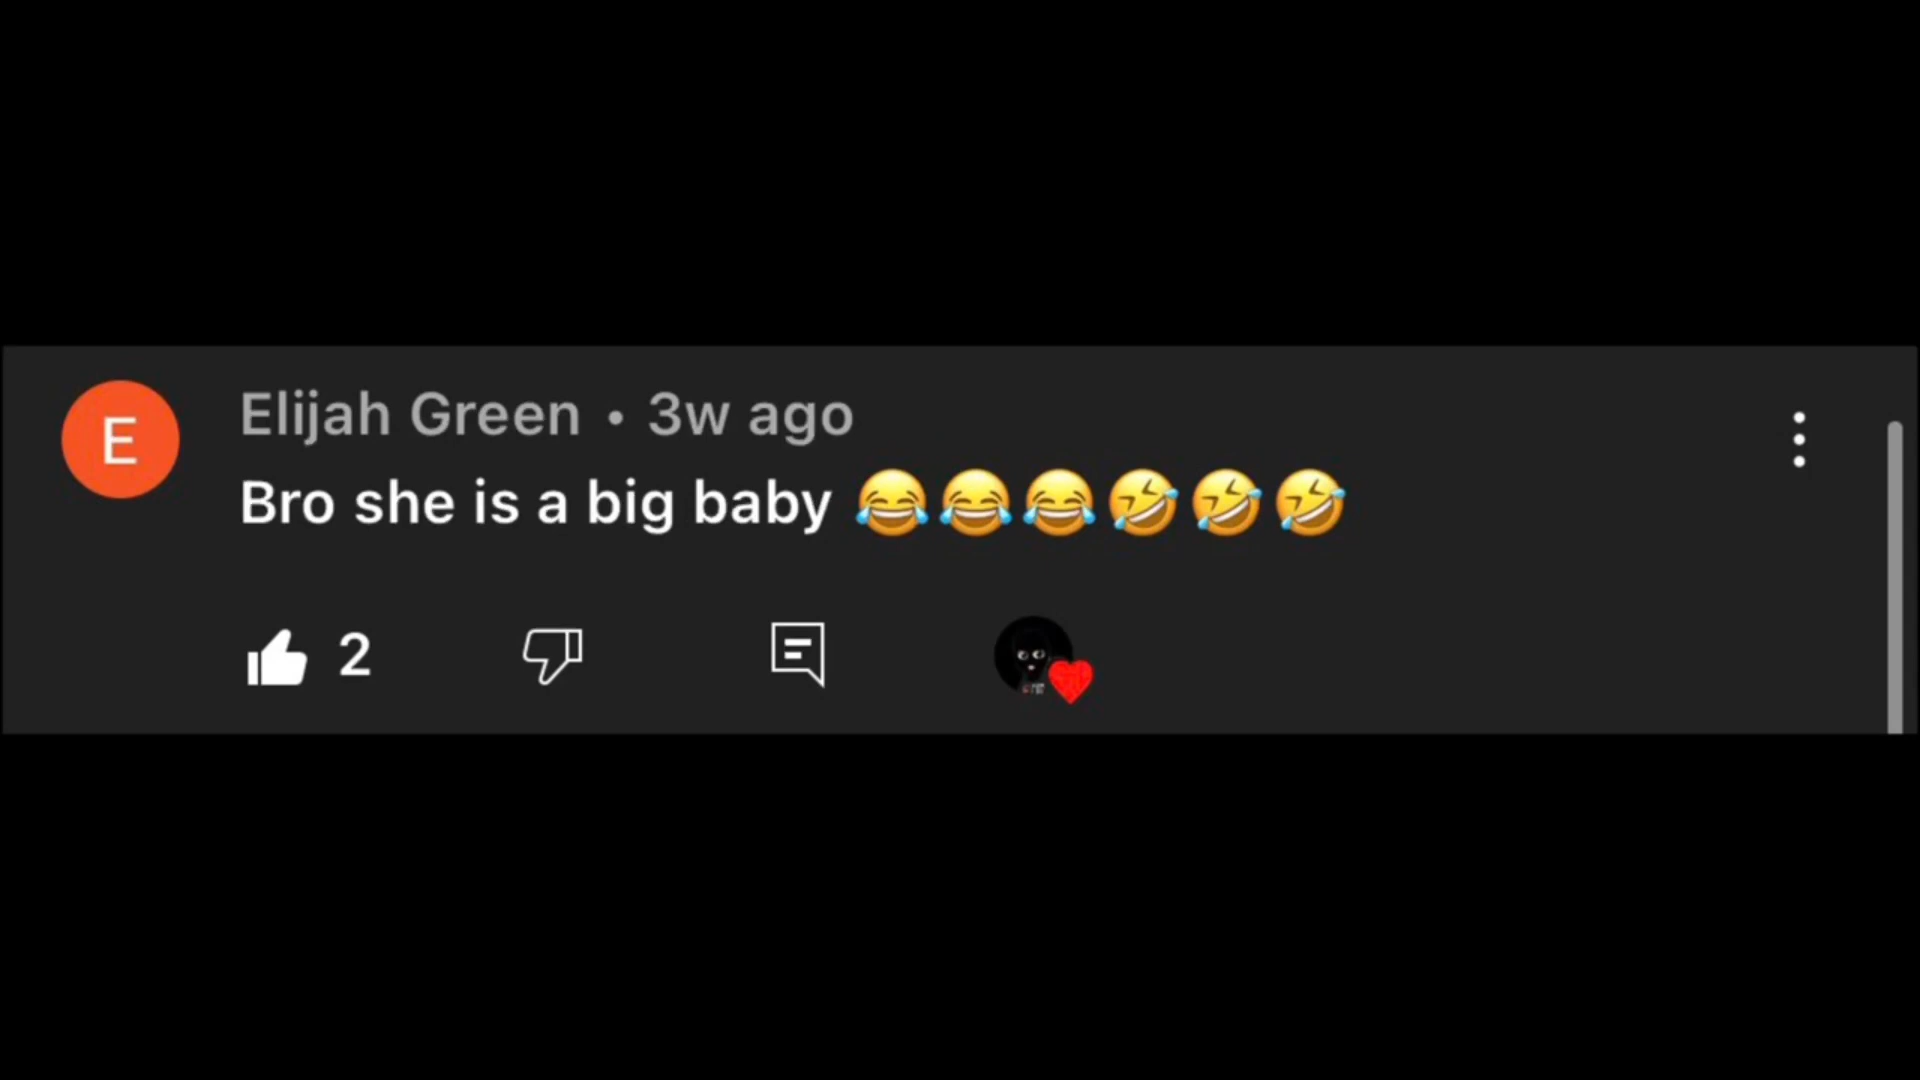 E
Elijah Green • 3w ago
Bro she is a big baby 😂😂😂🤣🤣🤣
2